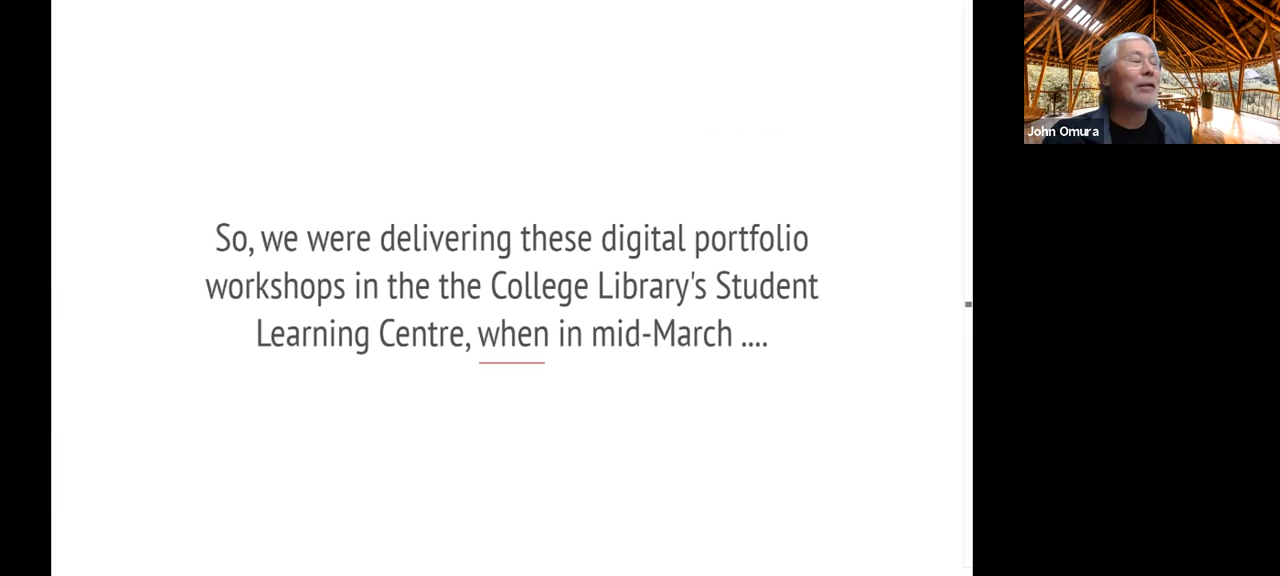 So, we were delivering these digital portfolio
workshops in the the College Library's Student
Learning Centre, when in mid-March ....
John Omura